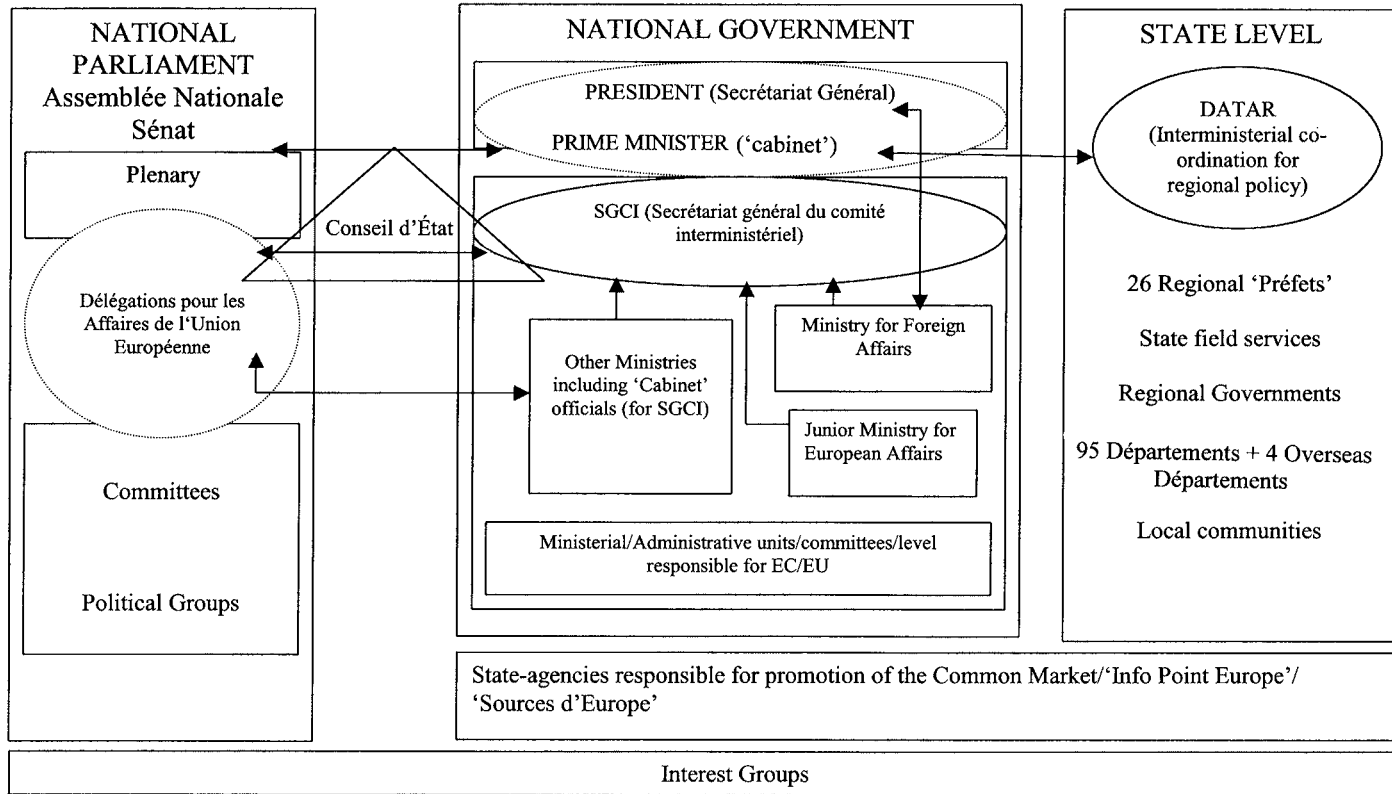 NATIONAL
PARLIAMENT
Assemblée Nationale
Sénat
Plenary
Délégations pour les
Affaires de l‘Union
Européenne
Committees
Political Groups
Conseil d’État
NATIONAL GOVERNMENT
PRESIDENT (Secrétariat Général)
PRIME MINISTER (‘cabinet’)
SGCI (Secrétariat général du comité
interministériel)
Other Ministries
including ‘Cabinet’
officials (for SGCI)
Ministry for Foreign
Affairs
Junior Ministry for
European Affairs
Ministerial/Administrative units/committees/level
responsible for EC/EU
STATE LEVEL
DATAR
(Interministerial co-
ordination for
regional policy)
26 Regional ‘Préfets’
State field services
Regional Governments
95 Départements + 4 Overseas
Départements
Local communities
State-agencies responsible for promotion of the Common Market/‘Info Point Europe’/
‘Sources d’Europe’
Interest Groups